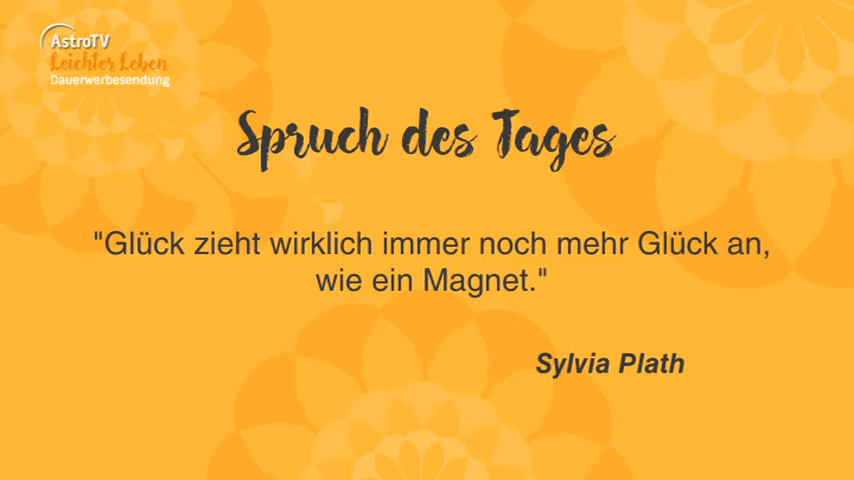 AstroTV
Leichter Leben
Dauerwerbesendung
Spruch des Tages
"Glück zieht wirklich immer noch mehr Glück an,
wie ein Magnet."
Sylvia Plath